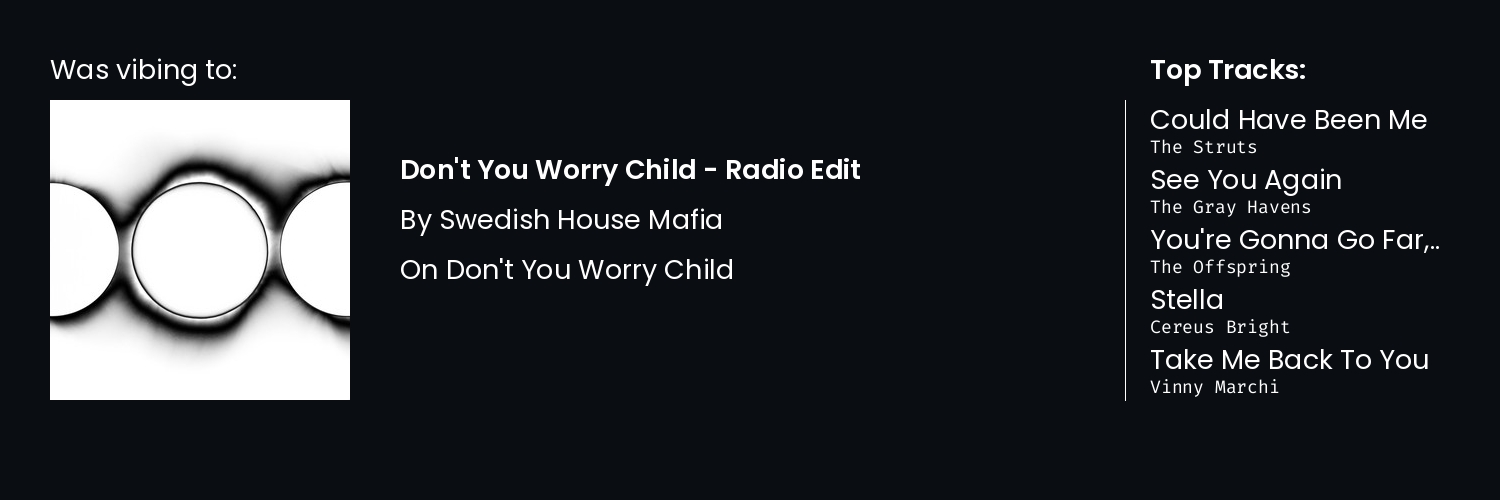 Was vibing to:
Don't You Worry Child - Radio Edit
By Swedish House Mafia
On Don't You Worry Child
Top Tracks:
Could Have Been Me
The Struts
See You Again
The Gray Havens
You're Gonna Go Far,..
The Offspring
Stella
Cereus Bright
Take Me Back To You
Vinny Marchi